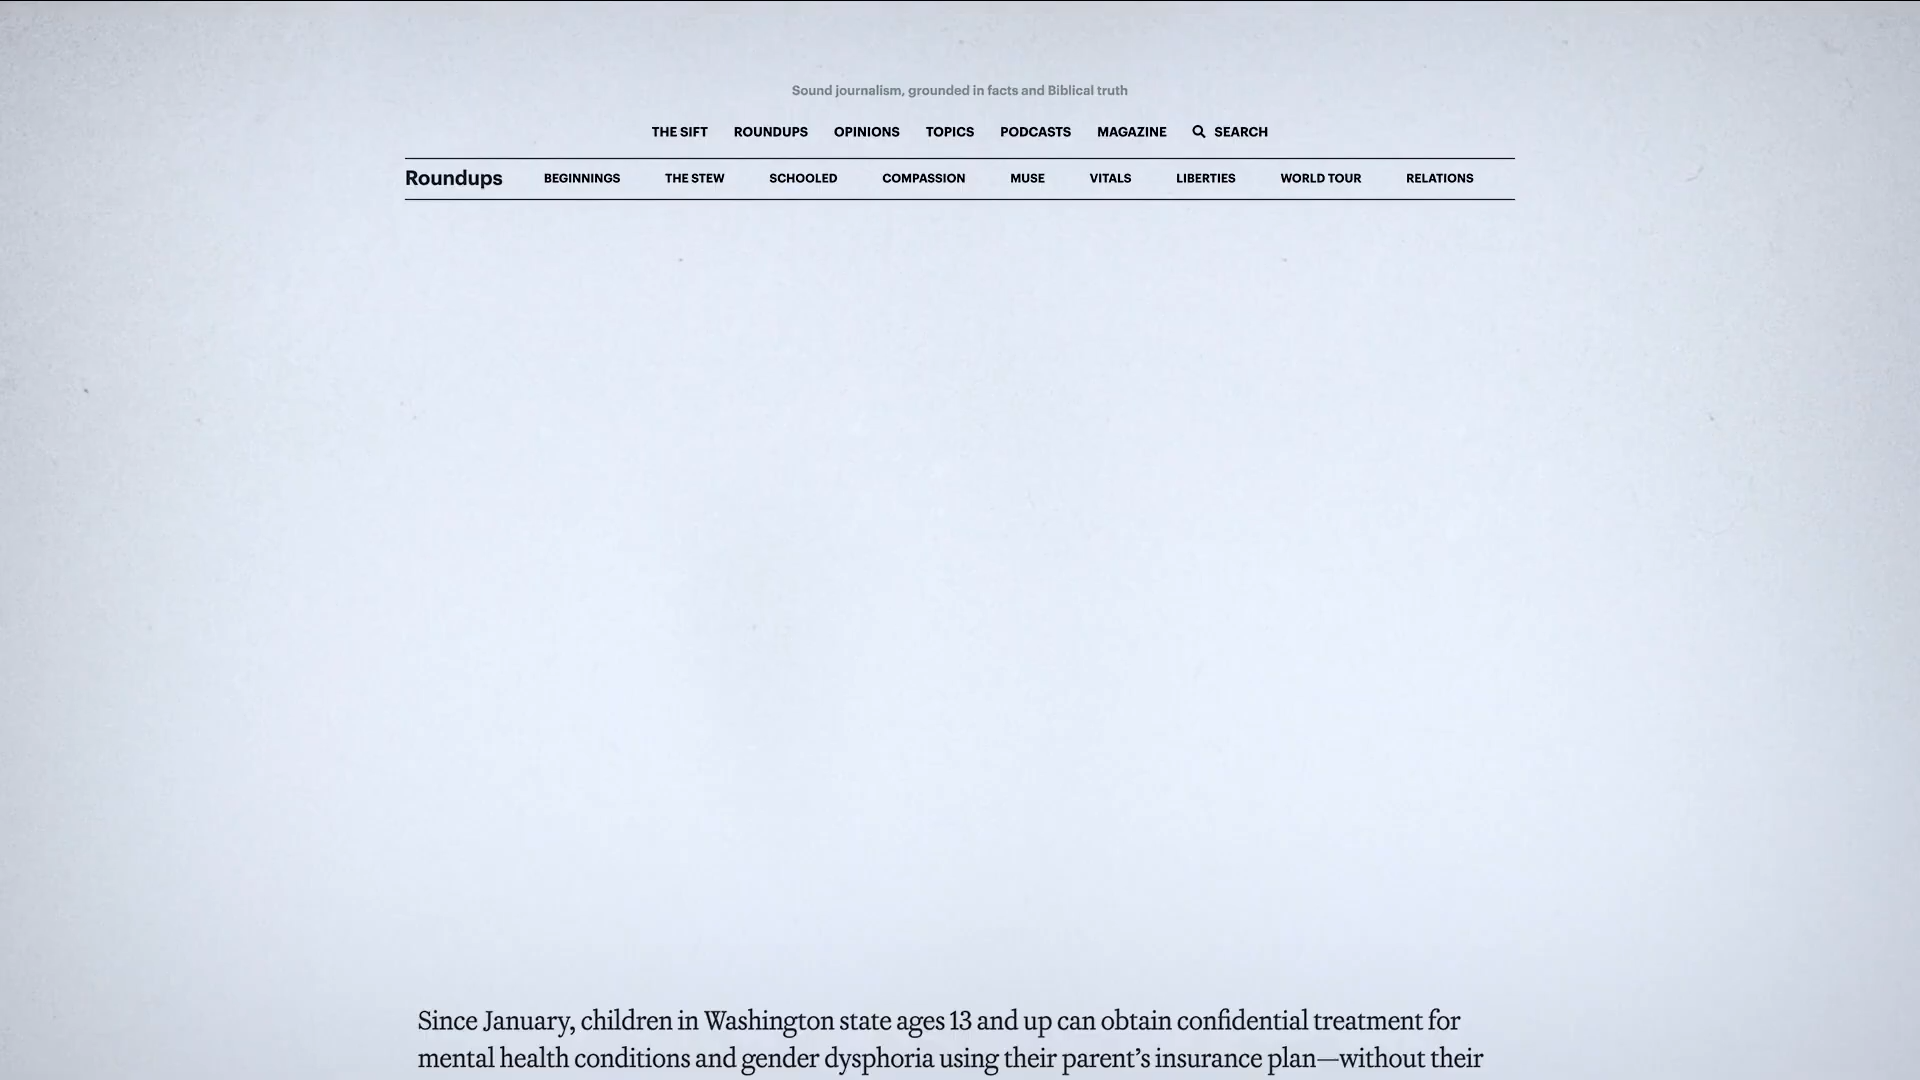 Sound journalism, grounded in facts and Biblical truth
THE SIFT ROUNDUPS OPINIONS TOPICS PODCASTS MAGAZINE SEARCH
Roundups BEGINNINGS THE STEW SCHOOLED COMPASSION MUSE VITALS LIBERTIES WORLD TOUR RELATIONS
Since January, children in Washington state ages 13 and up can obtain confidential treatment for
mental health conditions and gender dysphoria using their parent’s insurance plan—without their